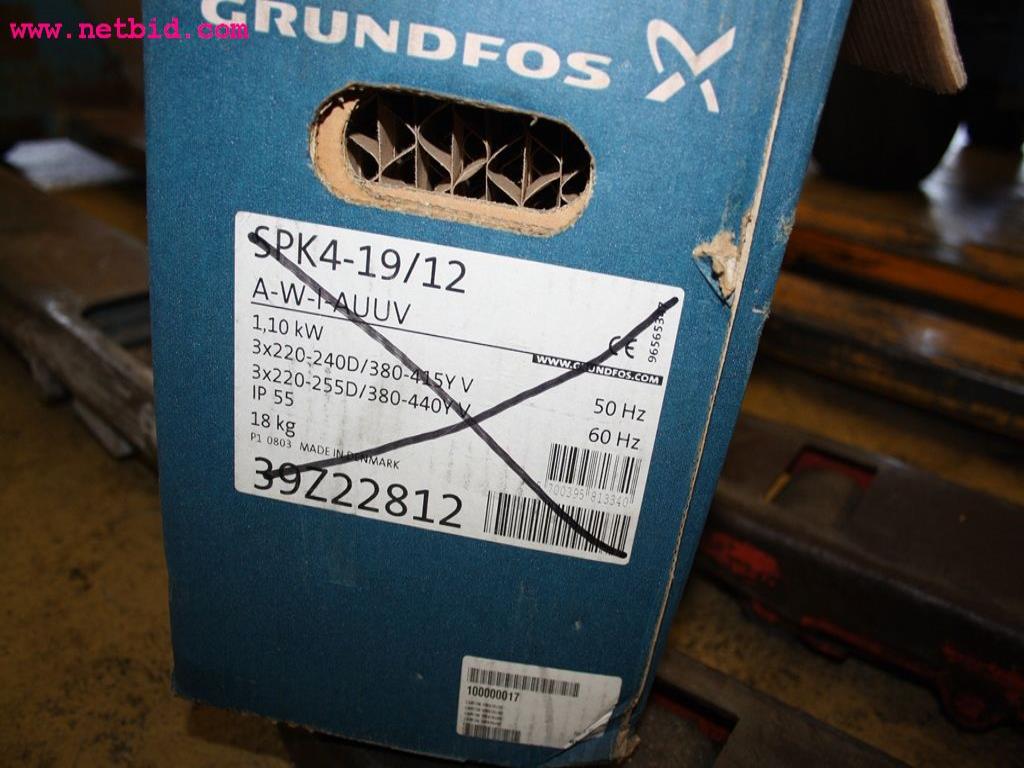 www.netbid.com
GRUNDFOS
SPK4-19/12
A-W-I-AUUV
1,10 kW
3x220-240D/380-415Y V
50 Hz
3x220-255D/380-440Y V
60 Hz
IP 55
18 kg
CE
www.GRUNDFOS.COM
P1 0803 MADE IN DENMARK
39Z22812
100000017